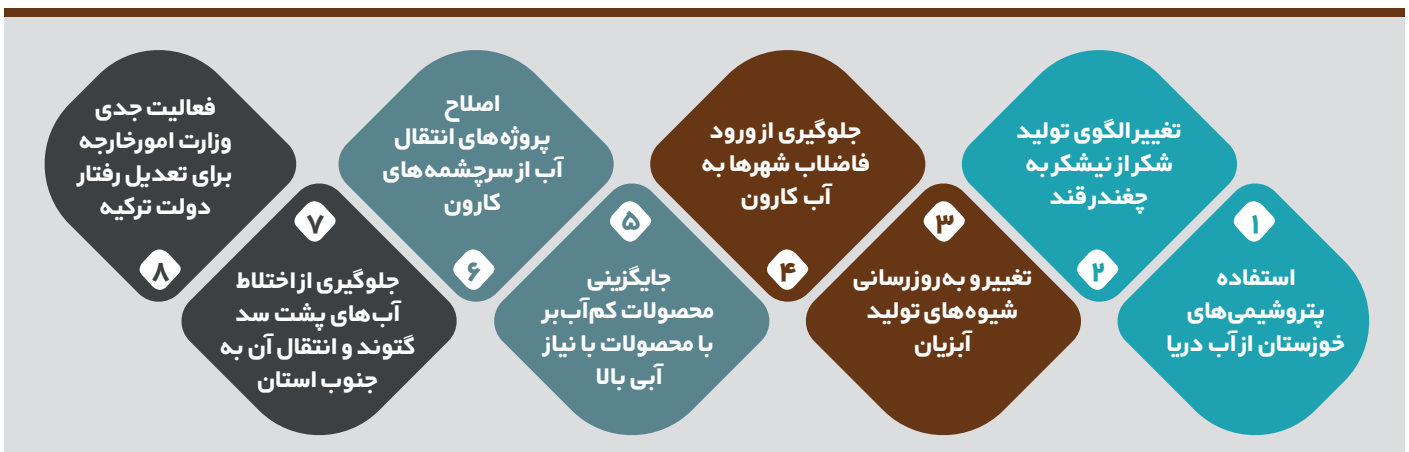 ۱
استفاده
پتروشیمی‌های
خوزستان از آب دریا
تغییر الگوی تولید
شکر از نیشکر به
چغندر قند
۲
۳
تغییر و به‌روزرسانی
شیوه‌های تولید
آبزیان
جلوگیری از ورود
فاضلاب شهرها به
آب کارون
۴
۵
جایگزینی
محصولات کم‌آب‌بر
با محصولات با نیاز
آبی بالا
اصلاح
پروژه‌های انتقال
آب از سرچشمه‌های
کارون
۶
۷
جلوگیری از اختلاط
آب‌های پشت سد
گتوند و انتقال آن به
جنوب استان
فعالیت جدی
وزارت امورخارجه
برای تعدیل رفتار
دولت ترکیه
۸